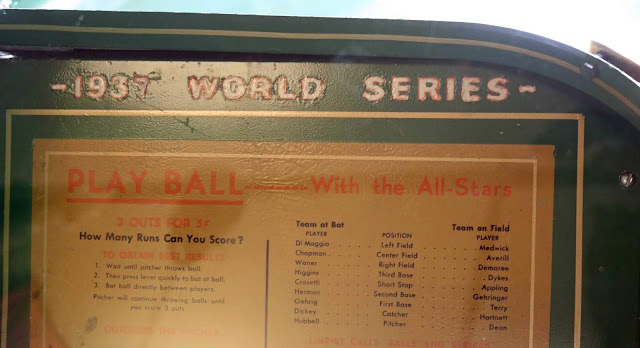 -1937 WORLD SERIES-
PLAY BALL------With the All-Stars
3 OUTS FOR 5¢
How Many Runs Can You Score?
TO OBTAIN BEST RESULTS
1. Wait until pitcher throws ball.
2. Then press lever quickly to bat at ball.
3. Bat ball directly between players.
Pitcher will continue throwing balls until
you score 3 outs
Team at Bat Team on Field
PLAYER POSITION PLAYER
Di Maggio Left Field Medwick
Chapman Center Field Averill
Waner Right Field Demaree
Higgins Third Base Dykes
Crosetti Short Stop Appling
Herman Second Base Gehringer
Gehrig First Base Terry
Dickey Catcher Hartnett
Hubbell Pitcher Dean
UMPIRE CALLS BALLS AND